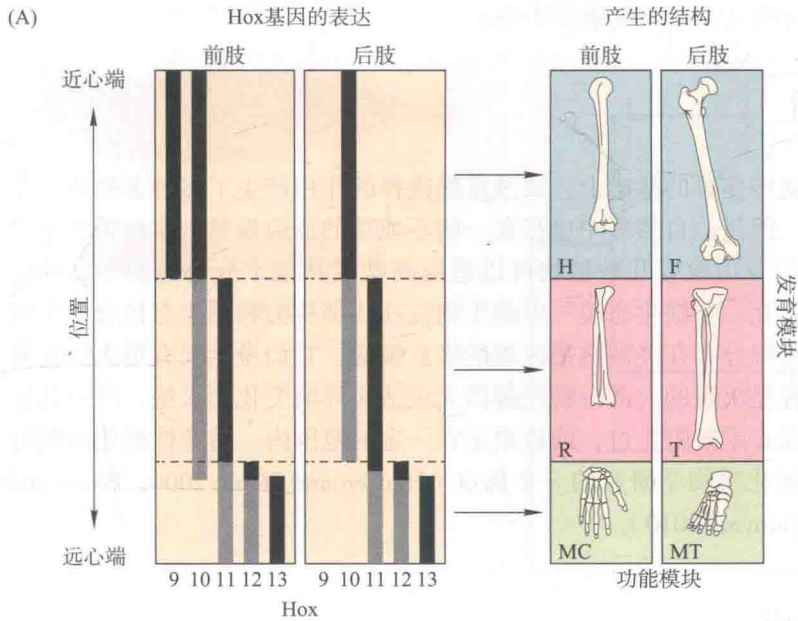 (A)
Hox基因的表达
产生的结构
前肢 后肢
前肢 后肢
近心端
位置
远心端
H F
R T
MC MT
发育模块
功能模块
9 10 11 12 13
9 10 11 12 13
Hox